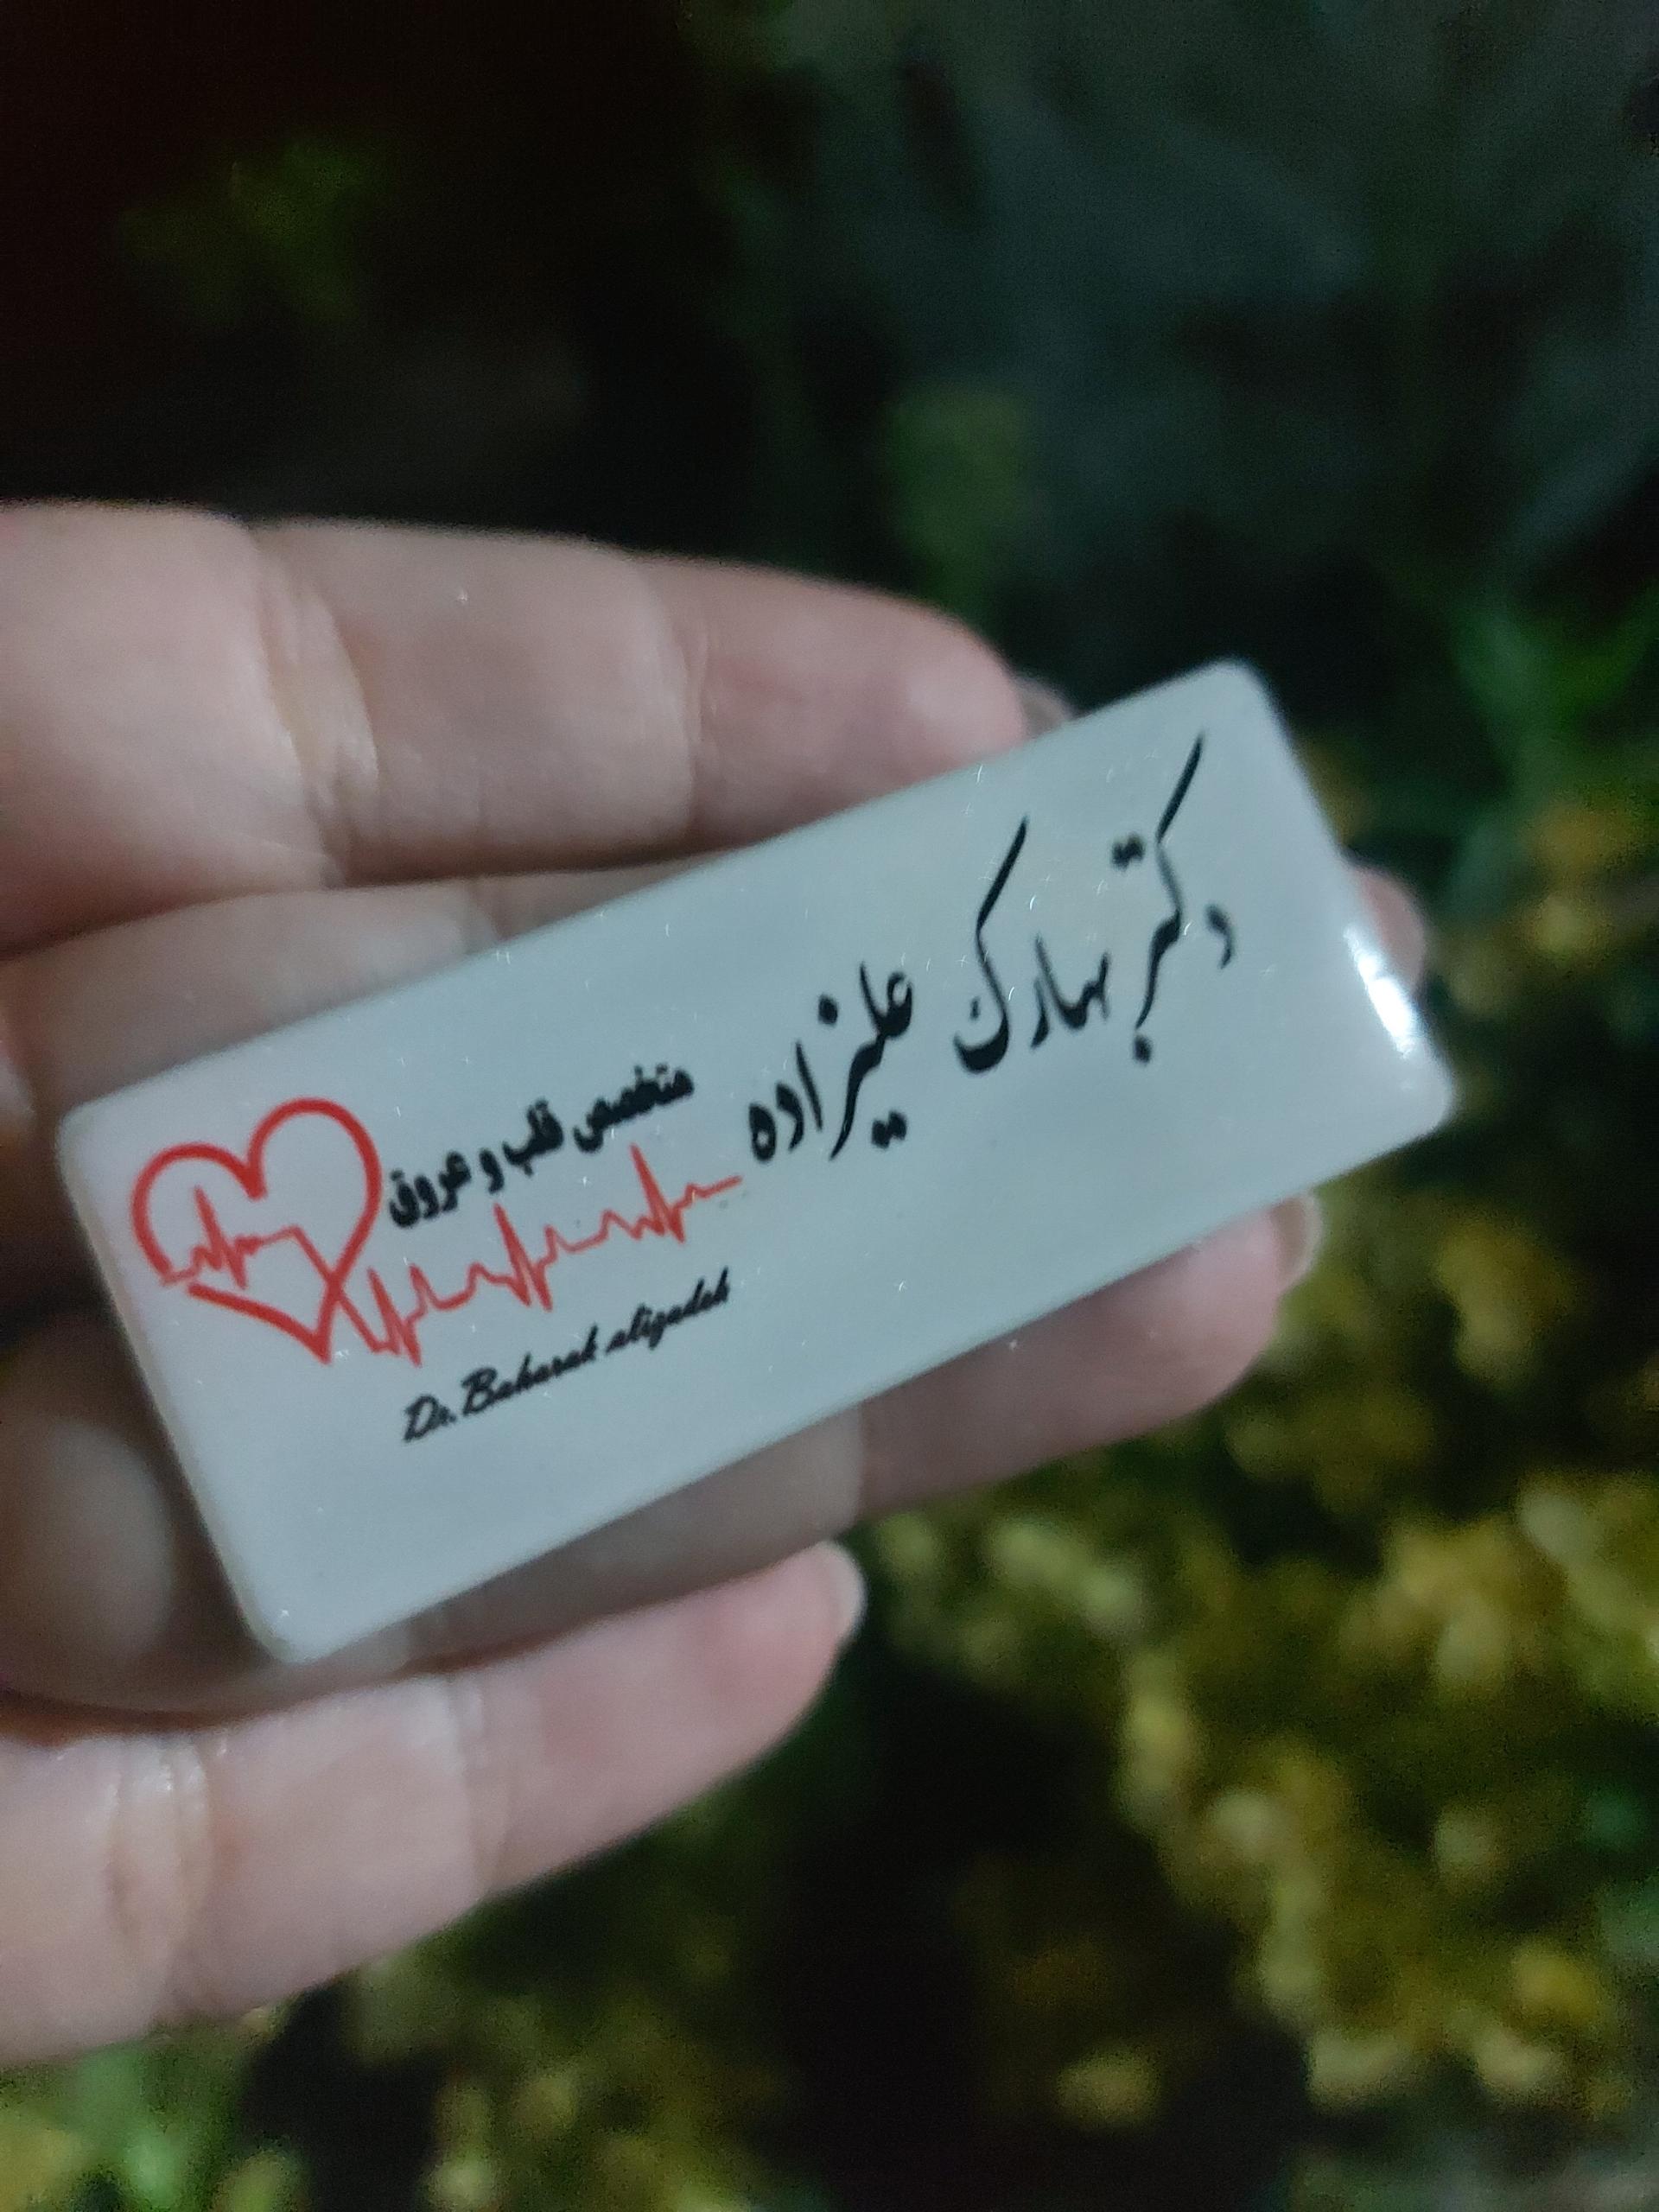 دکتر بهارک علیزاده
متخصص قلب و عروق
Dr. Baharak alizadeh